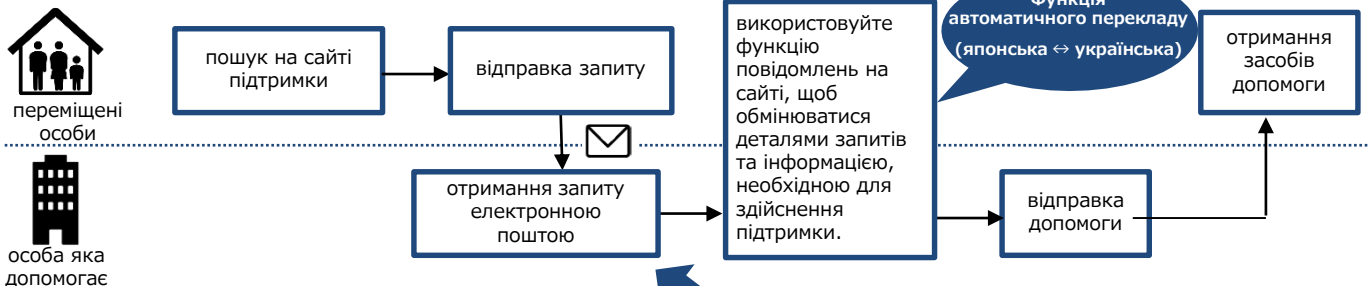 Функція
автоматичного перекладу
(японська ↔ українська)
переміщені
особи
пошук на сайті
підтримки
відправка запиту
використовуйте
функцію
повідомлень на
сайті, щоб
обмінюватися
деталями запитів
та інформацією,
необхідною для
здійснення
підтримки.
отримання
засобів
допомоги
особа яка
допомогає
отримання запиту
електронною
поштою
відправка
допомоги